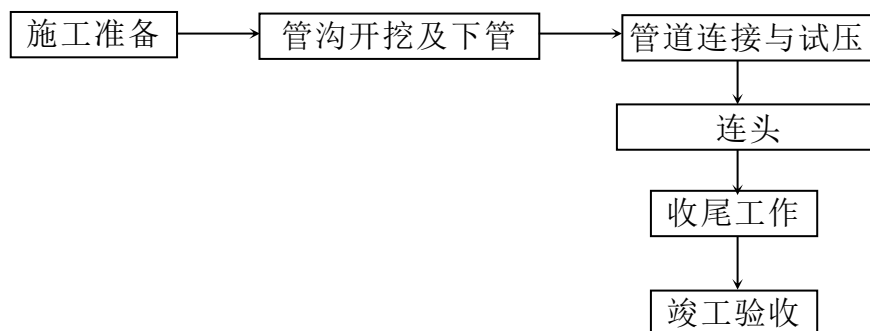 施工准备
管沟开挖及下管
管道连接与试压
连头
收尾工作
竣工验收